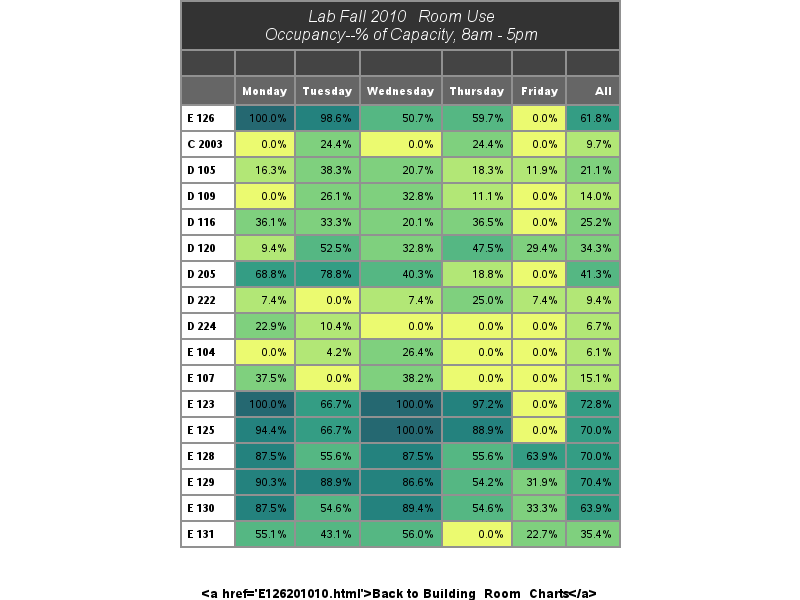 Lab Fall 2010 Room Use
Occupancy--% of Capacity, 8am - 5pm
Monday Tuesday Wednesday Thursday Friday All
E 126 100.0% 98.6% 50.7% 59.7% 0.0% 61.8%
C 2003 0.0% 24.4% 0.0% 24.4% 0.0% 9.7%
D 105 16.3% 38.3% 20.7% 18.3% 11.9% 21.1%
D 109 0.0% 26.1% 32.8% 11.1% 0.0% 14.0%
D 116 36.1% 33.3% 20.1% 36.5% 0.0% 25.2%
D 120 9.4% 52.5% 32.8% 47.5% 29.4% 34.3%
D 205 68.8% 78.8% 40.3% 18.8% 0.0% 41.3%
D 222 7.4% 0.0% 7.4% 25.0% 7.4% 9.4%
D 224 22.9% 10.4% 0.0% 0.0% 0.0% 6.7%
E 104 0.0% 4.2% 26.4% 0.0% 0.0% 6.1%
E 107 37.5% 0.0% 38.2% 0.0% 0.0% 15.1%
E 123 100.0% 66.7% 100.0% 97.2% 0.0% 72.8%
E 125 94.4% 66.7% 100.0% 88.9% 0.0% 70.0%
E 128 87.5% 55.6% 87.5% 55.6% 63.9% 70.0%
E 129 90.3% 88.9% 86.6% 54.2% 31.9% 70.4%
E 130 87.5% 54.6% 89.4% 54.6% 33.3% 63.9%
E 131 55.1% 43.1% 56.0% 0.0% 22.7% 35.4%
<a href='E126201010.html'>Back to Building_Room_Charts</a>